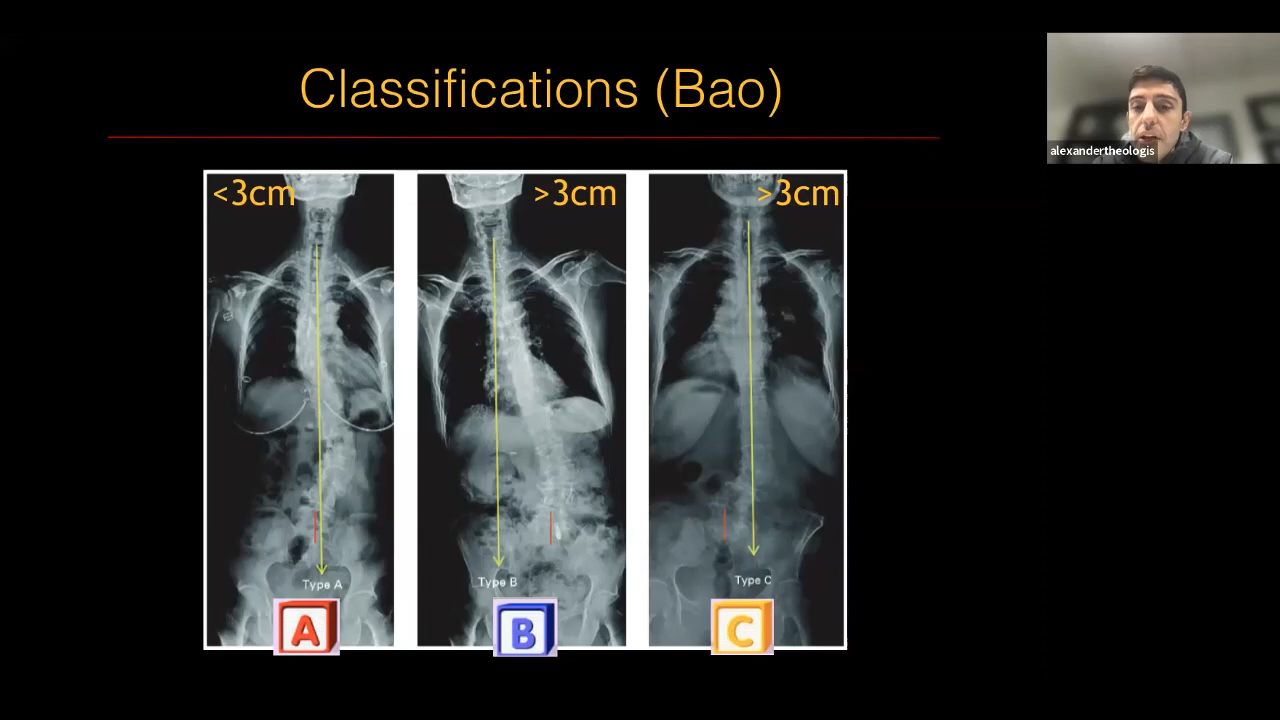 Classifications (Bao)
alexandertheologis
<3cm
>3cm
>3cm
Type A
Type B
Type C
A
B
C